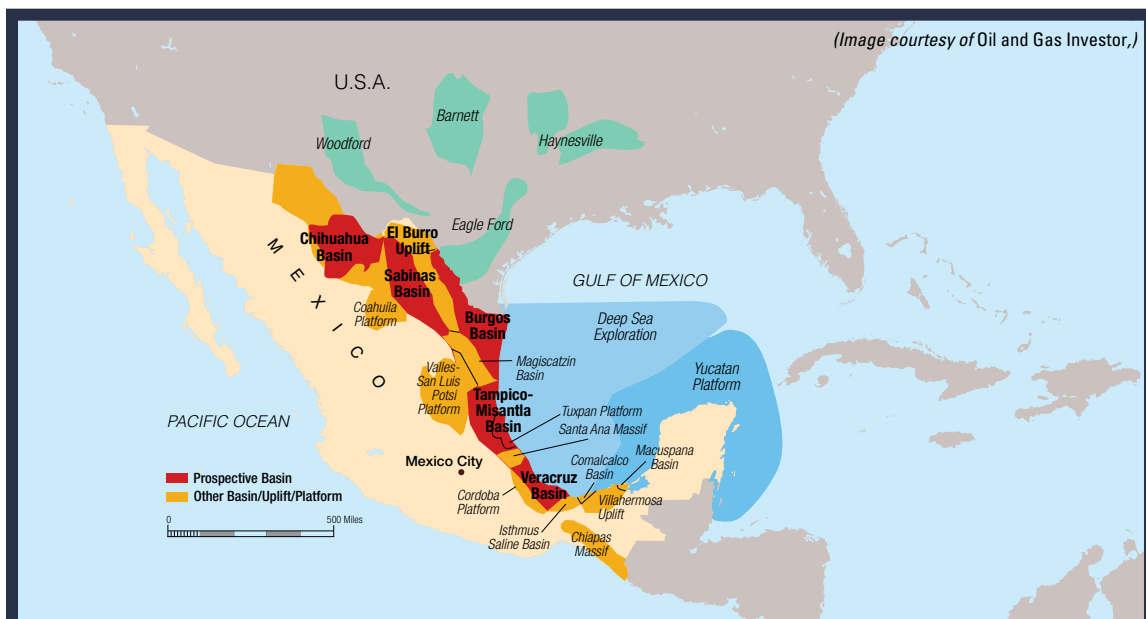 (Image courtesy of Oil and Gas Investor,)
U.S.A.
Barnett
Woodford
Haynesville
Eagle Ford
El Burro
Uplift
Chihuahua
Basin
Sabinas
Basin
MEXICO
GULF OF MEXICO
Coahuila
Platform
Burgos
Basin
Deep Sea
Exploration
Magiscatzin
Basin
Valles-
San Luis
Potsi
Platform
Yucatan
Platform
Tampico-
Misantla
Basin
Tuxpan Platform
Santa Ana Massif
PACIFIC OCEAN
Mexico City
Comalcalco
Basin
Macuspana
Basin
Veracruz
Basin
Cordoba
Platform
Villahermosa
Uplift
Isthmus
Saline Basin
Chiapas
Massif
Prospective Basin
Other Basin/Uplift/Platform
0
500 Miles